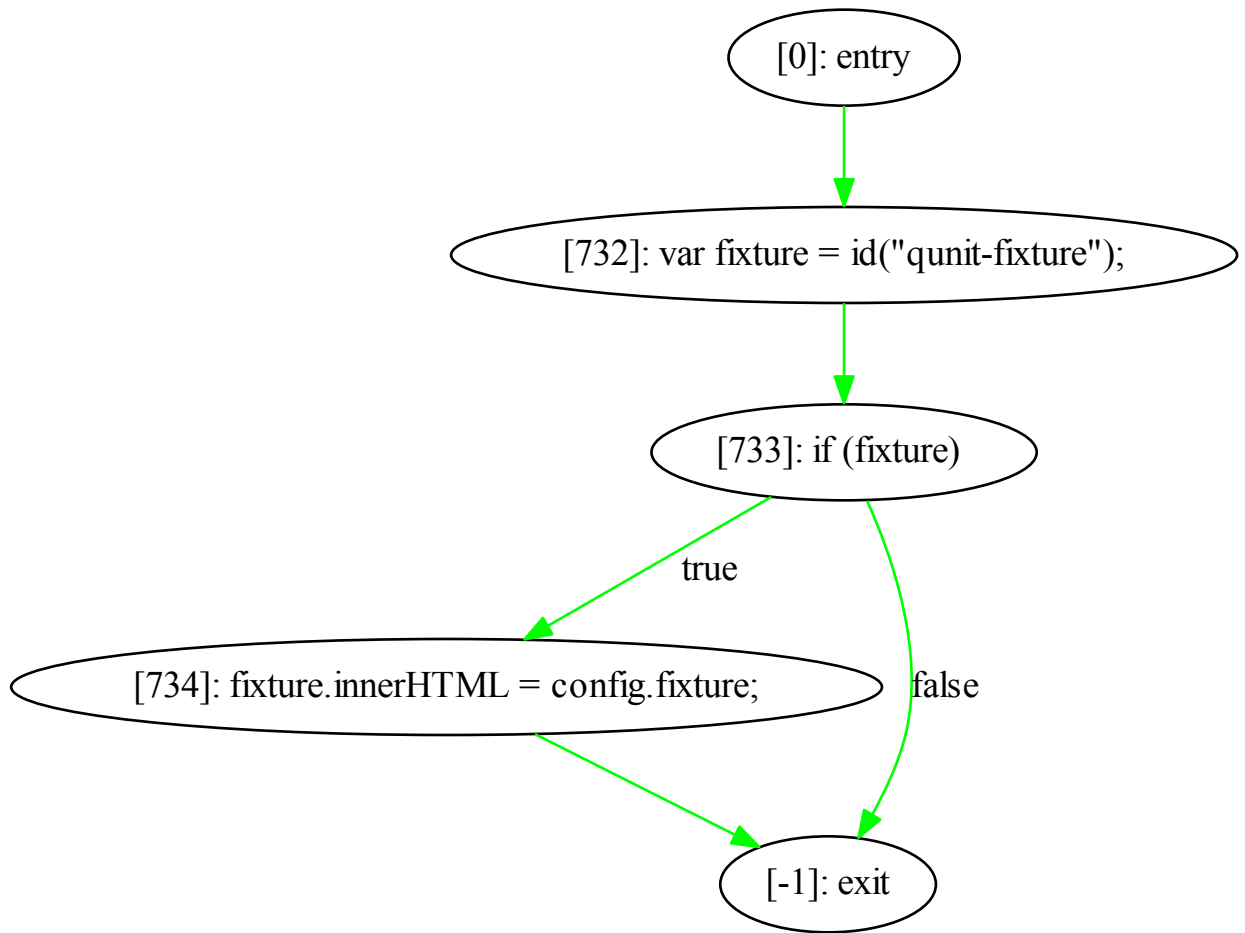 [0]: entry
[732]: var fixture = id("qunit-fixture");
[733]: if (fixture)
true
[734]: fixture.innerHTML = config.fixture;
false
[-1]: exit